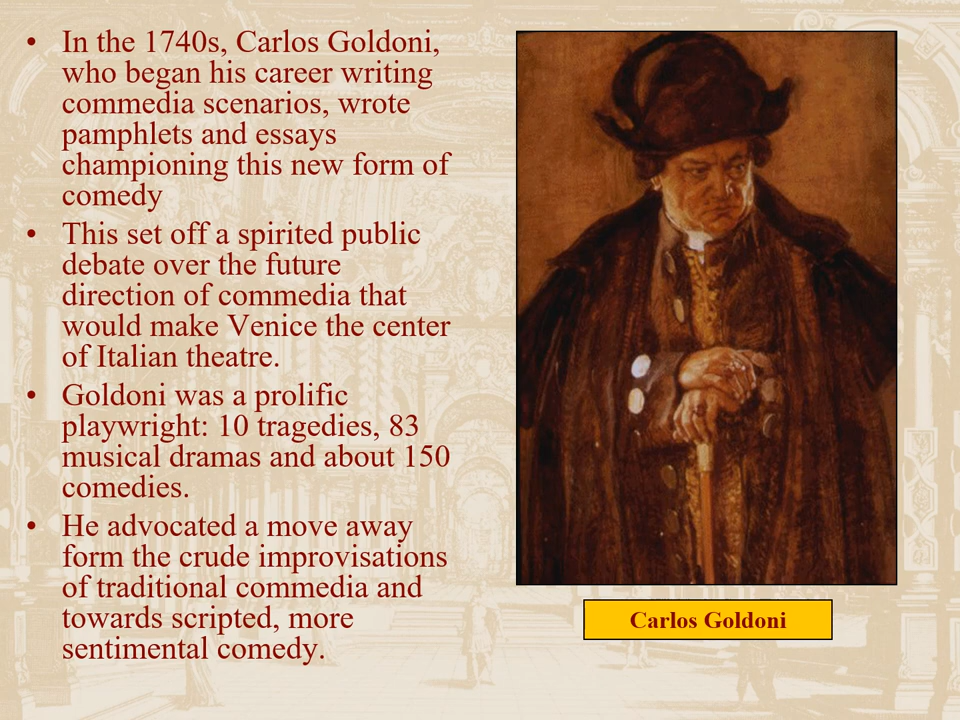 • In the 1740s, Carlos Goldoni,
who began his career writing
commedia scenarios, wrote
pamphlets and essays
championing this new form of
comedy
• This set off a spirited public
debate over the future
direction of commedia that
would make Venice the center
of Italian theatre.
• Goldoni was a prolific
playwright: 10 tragedies, 83
musical dramas and about 150
comedies.
• He advocated a move away
form the crude improvisations
of traditional commedia and
towards scripted, more
sentimental comedy.
Carlos Goldoni